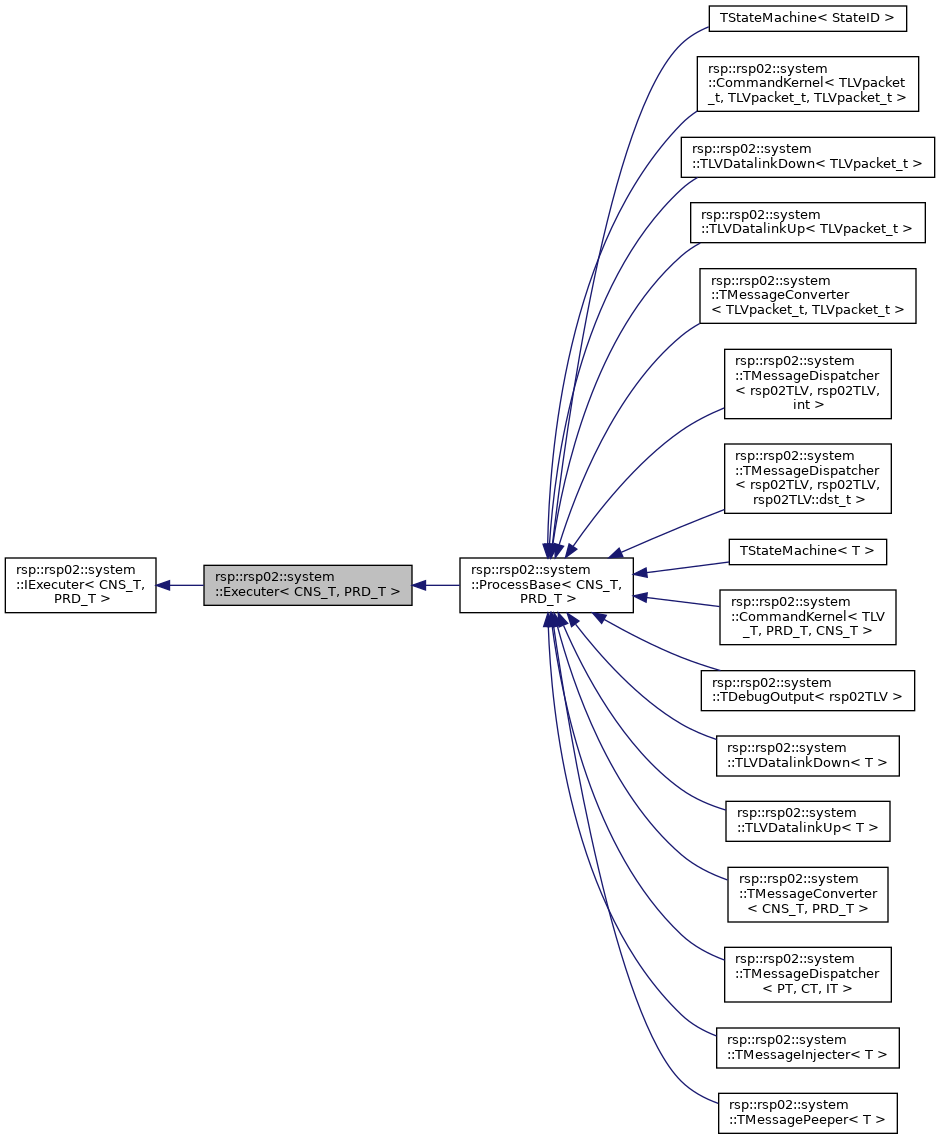 rsp::rsp02::system
::IExecuter< CNS_T,
PRD_T >
rsp::rsp02::system
::Executer< CNS_T, PRD_T >
rsp::rsp02::system
::ProcessBase< CNS_T,
PRD_T >
TStateMachine< StateID >
rsp::rsp02::system
::CommandKernel< TLVpacket
_t, TLVpacket_t, TLVpacket_t >
rsp::rsp02::system
::TLVDatalinkDown< TLVpacket_t >
rsp::rsp02::system
::TLVDatalinkUp< TLVpacket_t >
rsp::rsp02::system
::TMessageConverter
< TLVpacket_t, TLVpacket_t >
rsp::rsp02::system
::TMessageDispatcher
< rsp02TLV, rsp02TLV,
int >
rsp::rsp02::system
::TMessageDispatcher
< rsp02TLV, rsp02TLV,
rsp02TLV::dst_t >
TStateMachine< T >
rsp::rsp02::system
::CommandKernel< TLV
_T, PRD_T, CNS_T >
rsp::rsp02::system
::TDebugOutput< rsp02TLV >
rsp::rsp02::system
::TLVDatalinkDown< T >
rsp::rsp02::system
::TLVDatalinkUp< T >
rsp::rsp02::system
::TMessageConverter
< CNS_T, PRD_T >
rsp::rsp02::system
::TMessageDispatcher
< PT, CT, IT >
rsp::rsp02::system
::TMessageInjecter< T >
rsp::rsp02::system
::TMessagePeeper< T >